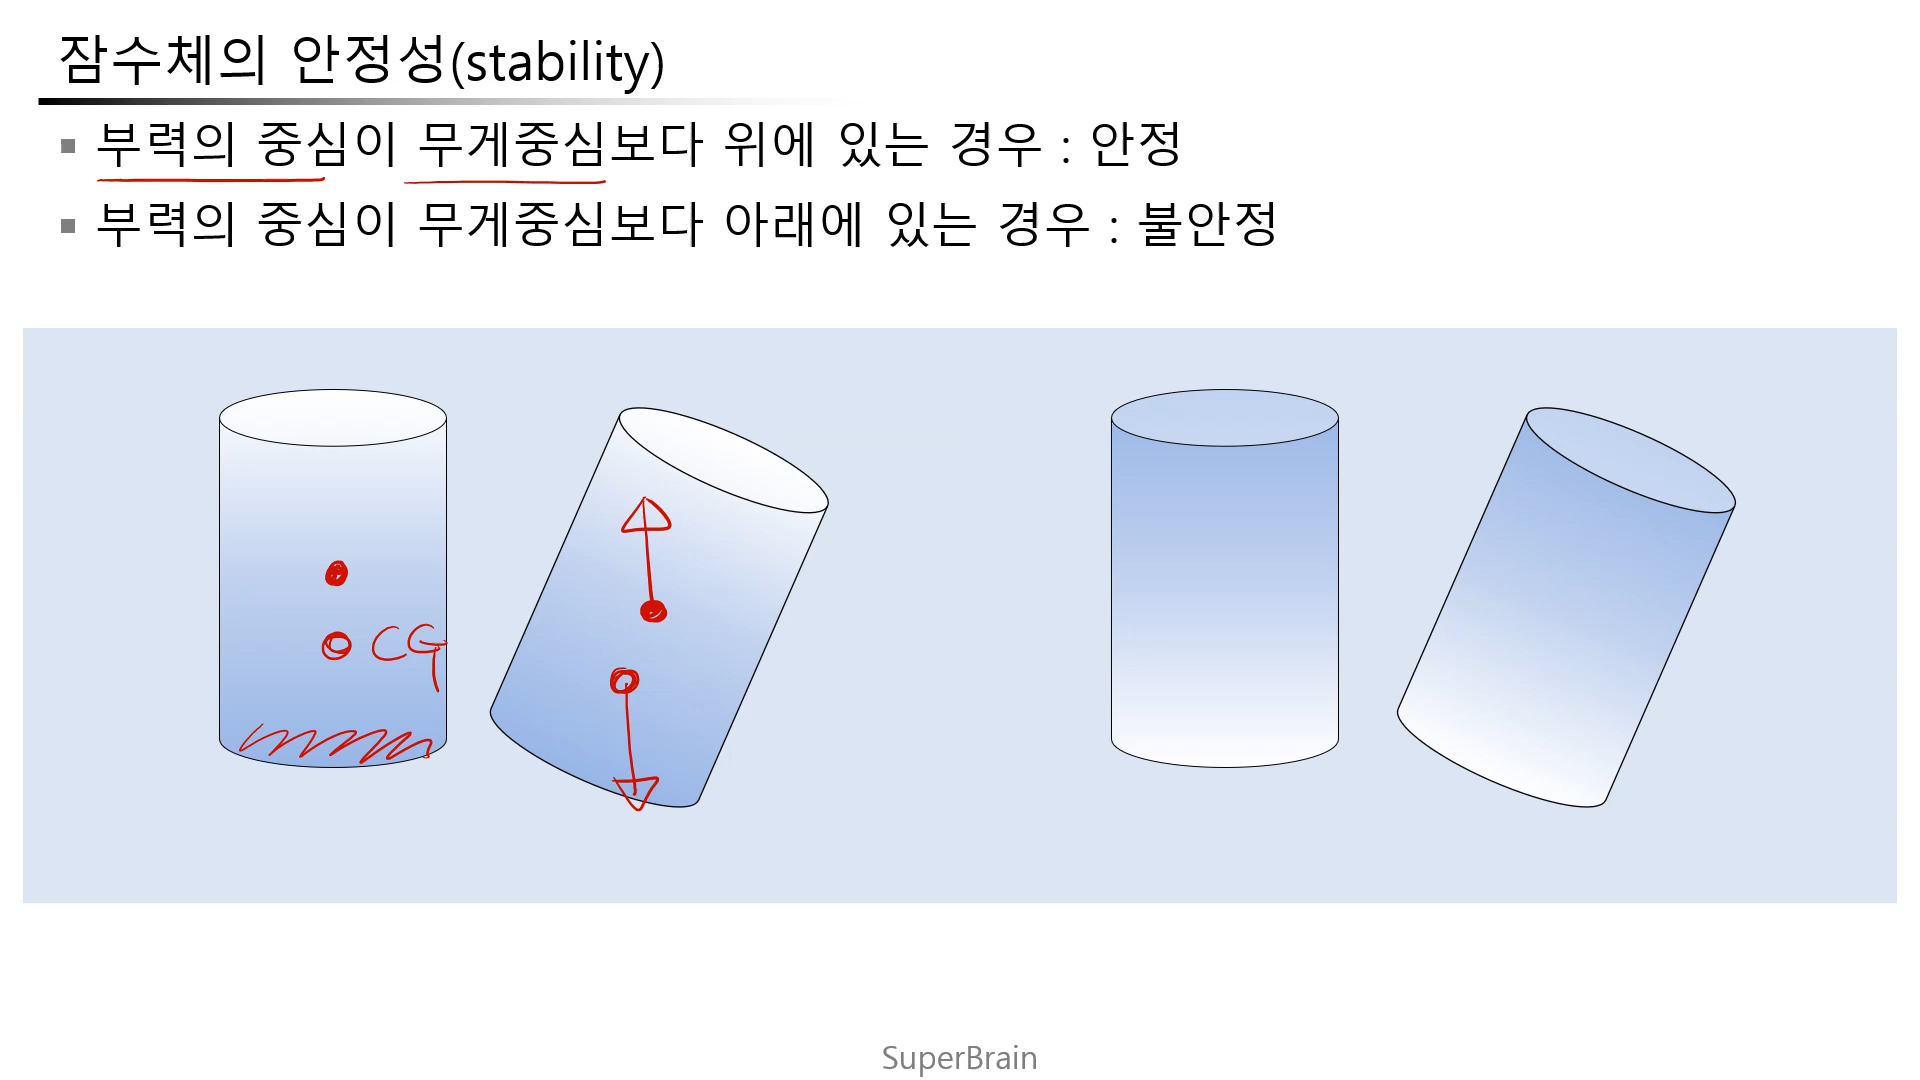 잠수체의 안정성(stability)
부력의 중심이 무게중심보다 위에 있는 경우 : 안정
부력의 중심이 무게중심보다 아래에 있는 경우 : 불안정
CG
SuperBrain